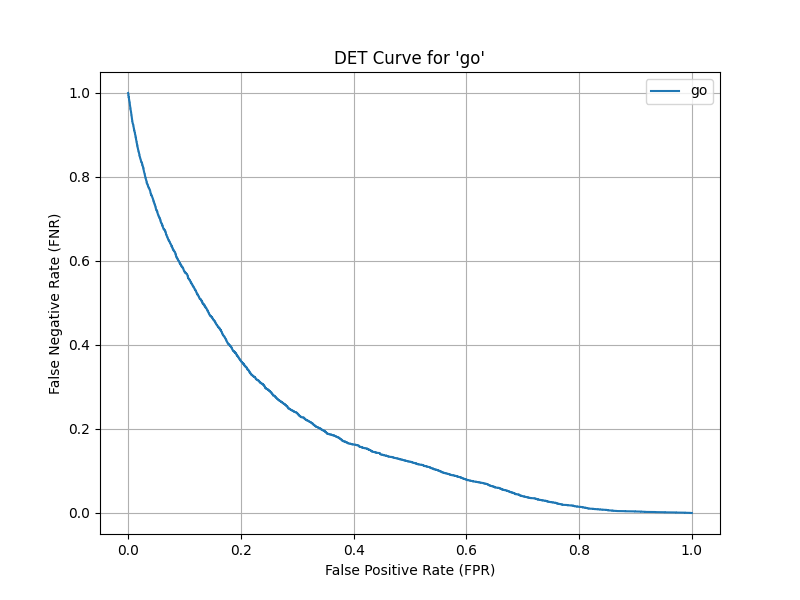 DET Curve for 'go'
go
1.0
0.8
0.6
0.4
0.2
0.0
False Negative Rate (FNR)
0.0 0.2 0.4 0.6 0.8 1.0
False Positive Rate (FPR)